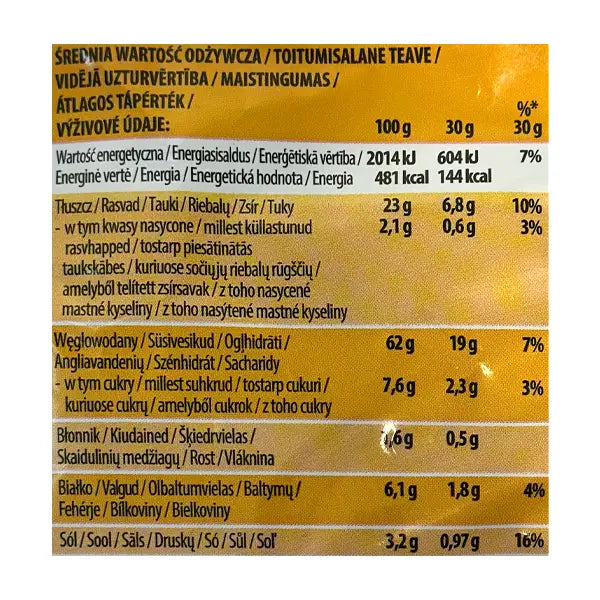 ŚREDNIA WARTOŚĆ ODŻYWCZA / TOITUMISALANE TEAVE /
VIDĒJĀ UZTURVĒRTĪBA / MAISTINGUMAS /
ÁTLAGOS TÁPÉRTÉK /
VÝŽIVOVÉ ÚDAJE: 100 g 30 g %* 30 g
Wartość energetyczna / Energiasisaldus / Enerģētiskā vērtība / 2014 kJ 604 kJ 7%
Energinė vertė / Energia / Energetická hodnota / Energia 481 kcal 144 kcal
Tłuszcz / Rasvad / Tauki / Riebalų / Zsír / Tuky 23 g 6,8 g 10%
- w tym kwasy nasycone / millest küllastunud 2,1 g 0,6 g 3%
rasvhapped / tostarp piesātinātās
taukskābes / kuriuose sočiųjų riebalų rūgščių /
amelyből telített zsírsavak / z toho nasycené
mastné kyseliny / z toho nasýtené mastné kyseliny
Węglowodany / Süsivesikud / Ogļhidrāti / 62 g 19 g 7%
Angliavandenių / Szénhidrát / Sacharidy
- w tym cukry / millest suhkrud / tostarp cukuri / 7,6 g 2,3 g 3%
kuriuose cukrų / amelyből cukrok / z toho cukry
Błonnik / Kiudained / Šķiedrvielas / 1,6 g 0,5 g
Skaidulinių medžiagų / Rost / Vláknina
Białko / Valgud / Olbaltumvielas / Baltymų / 6,1 g 1,8 g 4%
Fehérje / Bílkoviny / Bielkoviny
Sól / Sool / Sāls / Druskų / Só / Sůl / Soľ 3,2 g 0,97 g 16%